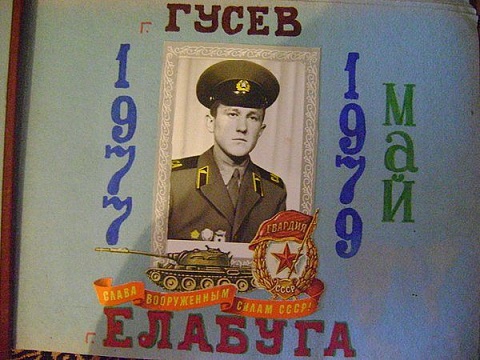 г. ГУСЕВ
1977
1979
МАЙ
ГВАРДИЯ
СССР
СЛАВА ВООРУЖЕННЫМ СИЛАМ СССР!
г. ЕЛАБУГА